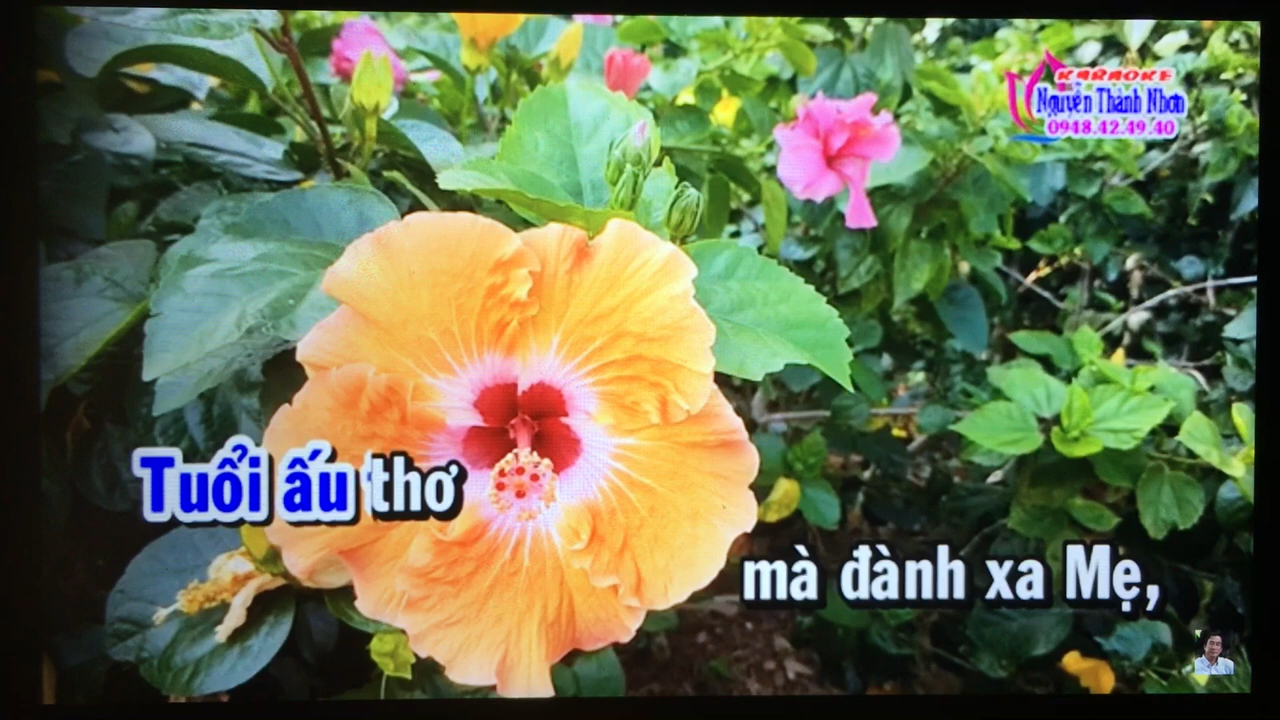 KARAOKE
Nguyễn Thành Nhơn
0948.42.49.40
Tuổi ấu thơ
mà đành xa Mẹ,